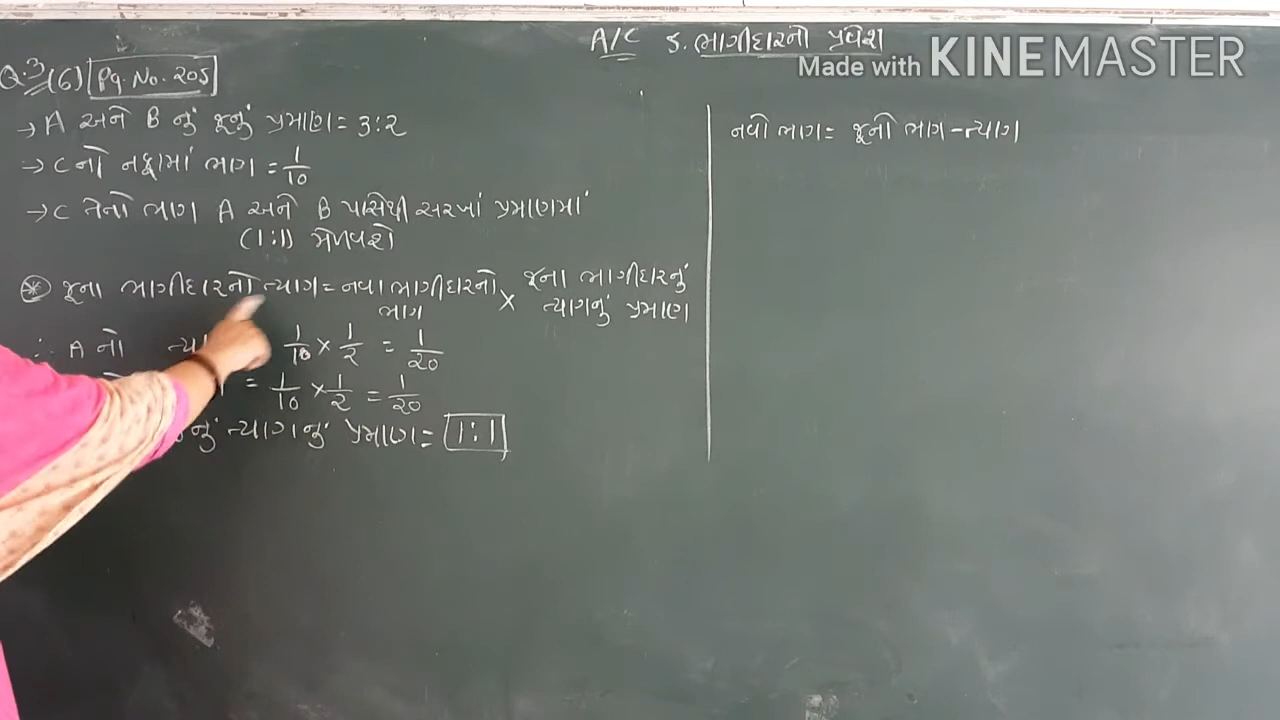 A/C 5. ભાગીદારનો પ્રવેશ
Made with KINEMASTER
Q.3 (6) Pg. No. 205
→ A અને B નું જૂનું પ્રમાણ = 3:2
→ C નો નફામાં ભાગ = 1/10
→ C તેનો ભાગ A અને B પાસેથી સરખાં પ્રમાણમાં
(1:1) મેળવશે
* જૂના ભાગીદારનો ત્યાગ = નવા ભાગીદારનો ભાગ × જૂના ભાગીદારનું ત્યાગનું પ્રમાણ
∴ A નો 1/10 × 1/2 = 1/20
= 1/10 × 1/2 = 1/20
નું ત્યાગનું પ્રમાણ = 1:1
નવો ભાગ = જૂનો ભાગ - ત્યાગ